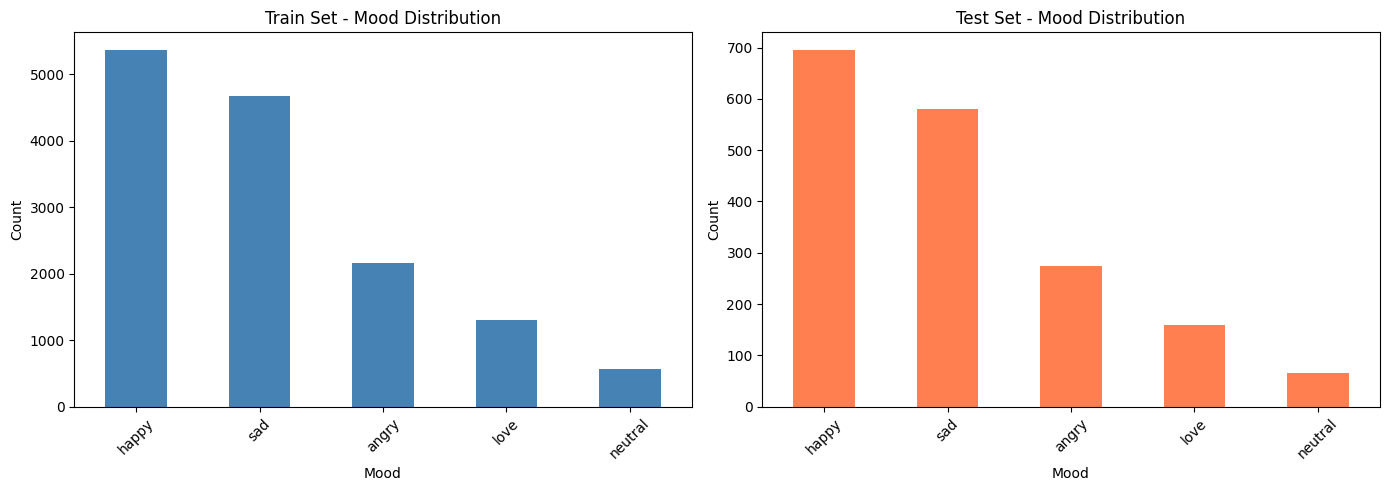 Train Set - Mood Distribution
5000
4000
3000
2000
1000
0
Count
happy
sad
angry
love
neutral
Mood
Test Set - Mood Distribution
700
600
500
400
300
200
100
0
Count
happy
sad
angry
love
neutral
Mood